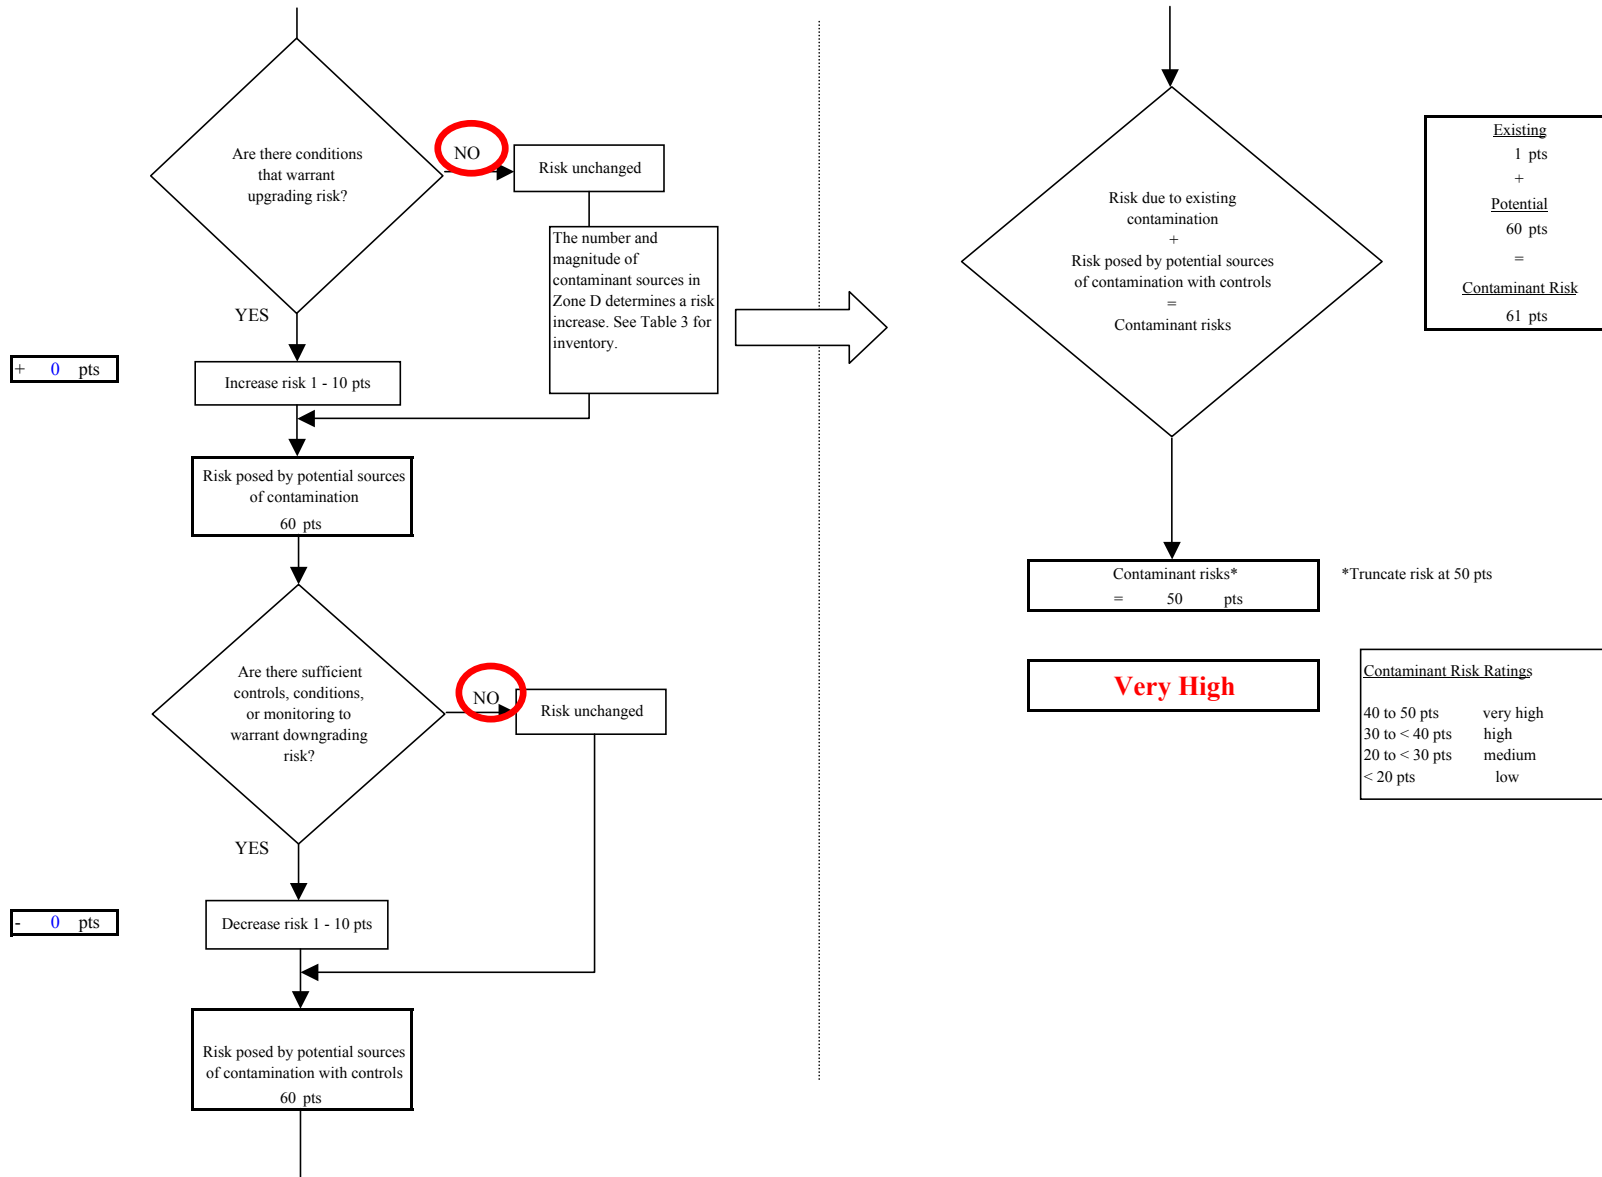 Are there conditions
that warrant
upgrading risk?
NO
Risk unchanged
The number and
magnitude of
contaminant sources in
Zone D determines a risk
increase. See Table 3 for
inventory.
YES
+ 0 pts
Increase risk 1 - 10 pts
Risk posed by potential sources
of contamination
60 pts
Are there sufficient
controls, conditions,
or monitoring to
warrant downgrading
risk?
NO
Risk unchanged
YES
- 0 pts
Decrease risk 1 - 10 pts
Risk posed by potential sources
of contamination with controls
60 pts
Risk due to existing
contamination
+
Risk posed by potential sources
of contamination with controls
=
Contaminant risks
Existing
1 pts
+
Potential
60 pts
=
Contaminant Risk
61 pts
Contaminant risks*
= 50 pts
*Truncate risk at 50 pts
Very High
Contaminant Risk Ratings
40 to 50 pts very high
30 to < 40 pts high
20 to < 30 pts medium
< 20 pts low